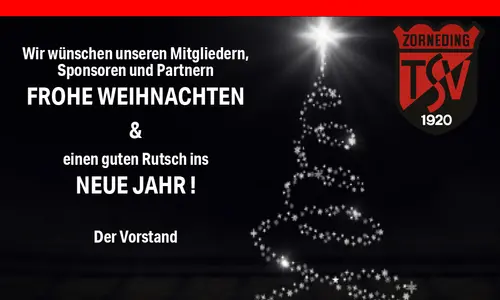 Wir wünschen unseren Mitgliedern,
Sponsoren und Partnern
FROHE WEIHNACHTEN
&
einen guten Rutsch ins
NEUE JAHR !
Der Vorstand
ZORNEDING
TSV
1920